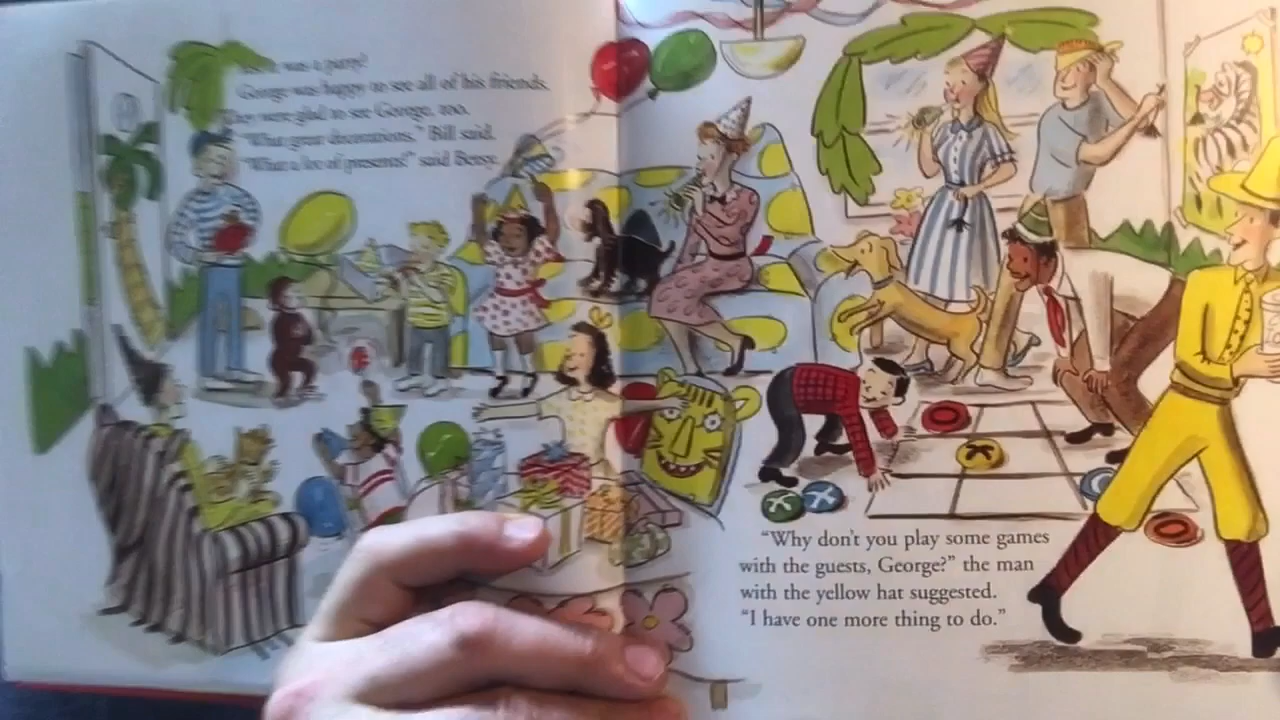 was a party!
George was happy to see all of his friends.
They were glad to see George, too.
"What great decorations," Bill said.
"What a lot of presents!" said Betsy.
"Why don't you play some games
with the guests, George?" the man
with the yellow hat suggested.
"I have one more thing to do."